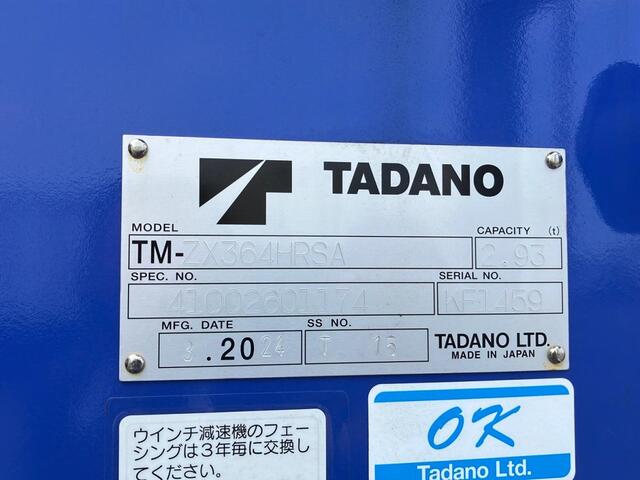 TADANO
MODEL
CAPACITY (t)
TM-ZX364HRSA
2.93
SPEC. NO.
SERIAL NO.
41002601174
WF1459
MFG. DATE
SS NO.
3.2024
T 15
TADANO LTD.
MADE IN JAPAN
ウインチ減速機のフェー
シングは3年毎に交換し
てください。
OK
Tadano Ltd.